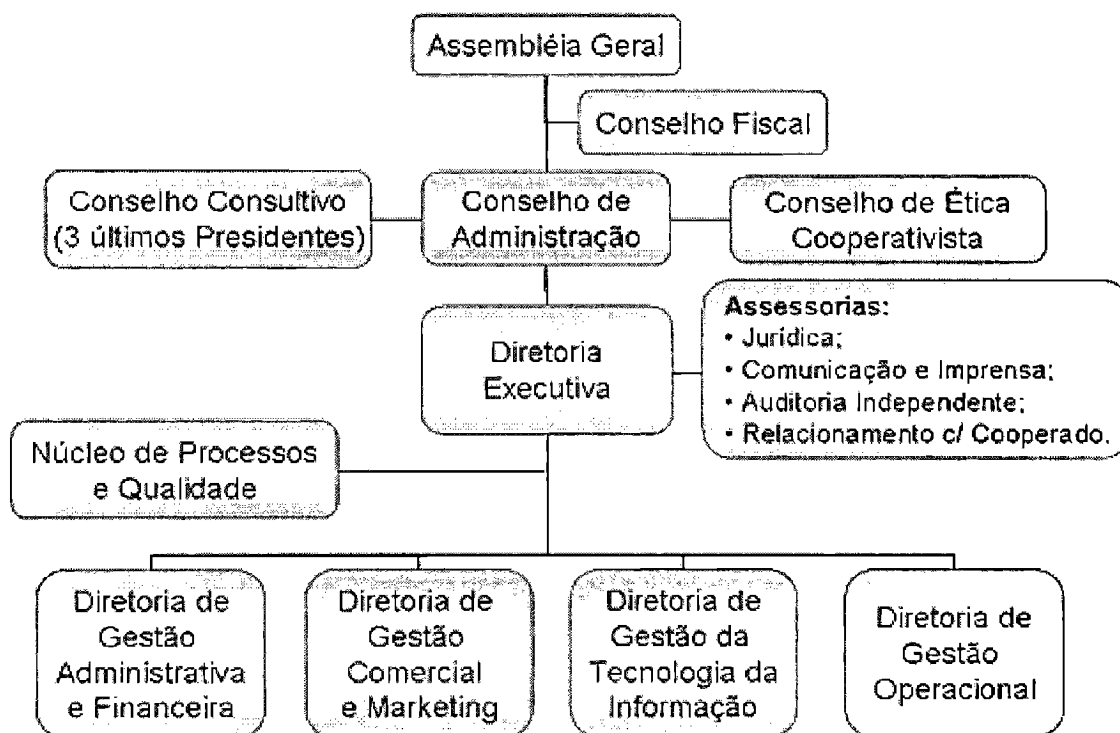 Assembléia Geral
Conselho Fiscal
Conselho Consultivo
(3 últimos Presidentes)
Conselho de
Administração
Conselho de Ética
Cooperativista
Diretoria
Executiva
Assessorias:
• Jurídica;
• Comunicação e Imprensa;
• Auditoria Independente;
• Relacionamento c/ Cooperado.
Núcleo de Processos
e Qualidade
Diretoria de
Gestão
Administrativa
e Financeira
Diretoria de
Gestão
Comercial
e Marketing
Diretoria de
Gestão da
Tecnologia da
Informação
Diretoria de
Gestão
Operacional